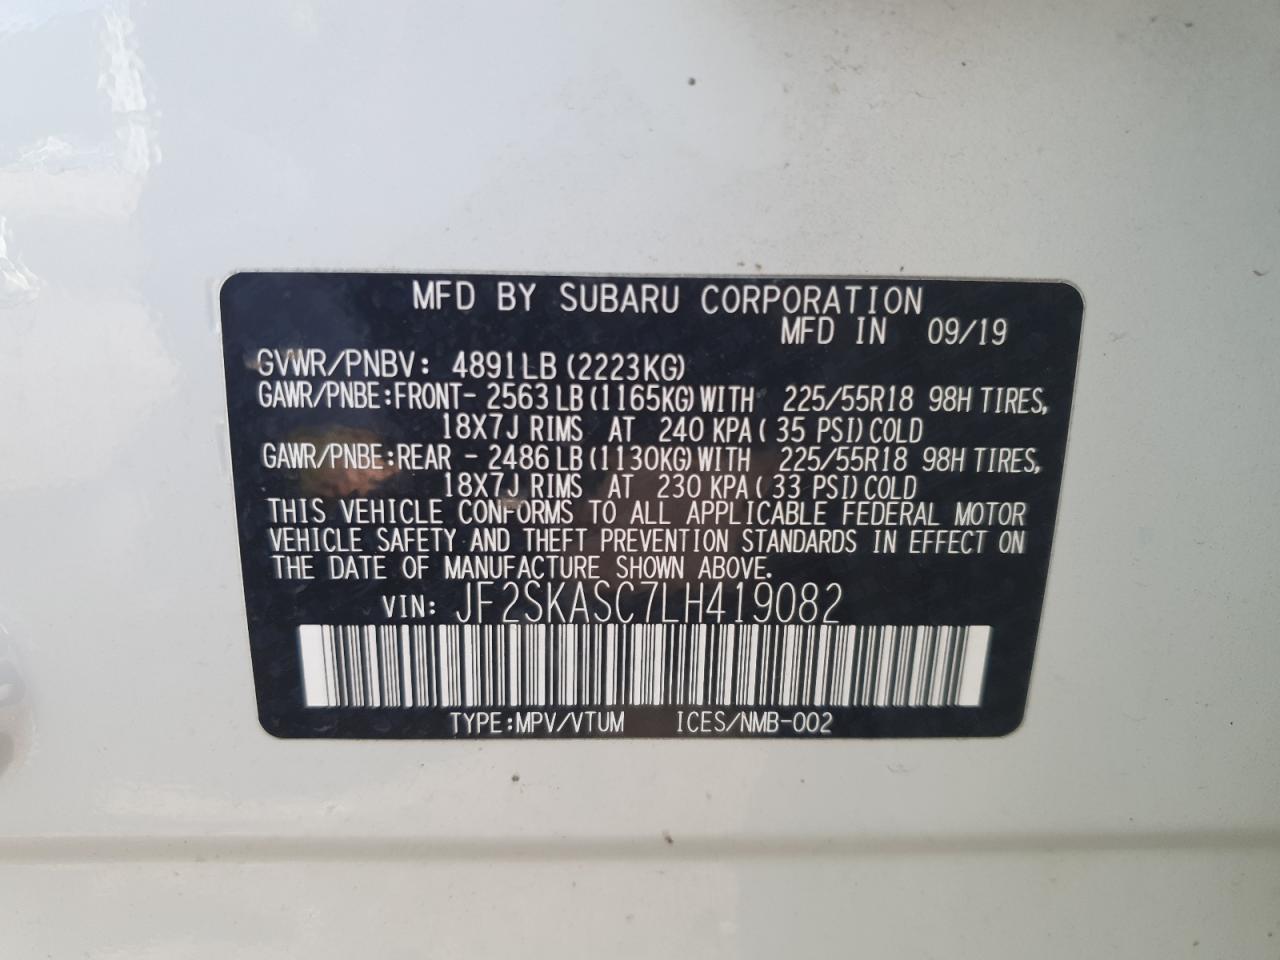 MFD BY SUBARU CORPORATION
MFD IN 09/19
GVWR/PNBV: 4891LB (2223KG)
GAWR/PNBE:FRONT- 2563 LB (1165KG) WITH 225/55R18 98H TIRES,
18X7J RIMS AT 240 KPA ( 35 PSI) COLD
GAWR/PNBE:REAR - 2486 LB (1130KG) WITH 225/55R18 98H TIRES,
18X7J RIMS AT 230 KPA ( 33 PSI) COLD
THIS VEHICLE CONFORMS TO ALL APPLICABLE FEDERAL MOTOR
VEHICLE SAFETY AND THEFT PREVENTION STANDARDS IN EFFECT ON
THE DATE OF MANUFACTURE SHOWN ABOVE.
VIN: JF2SKASC7LH419082
TYPE:MPV/VTUM ICES/NMB-002